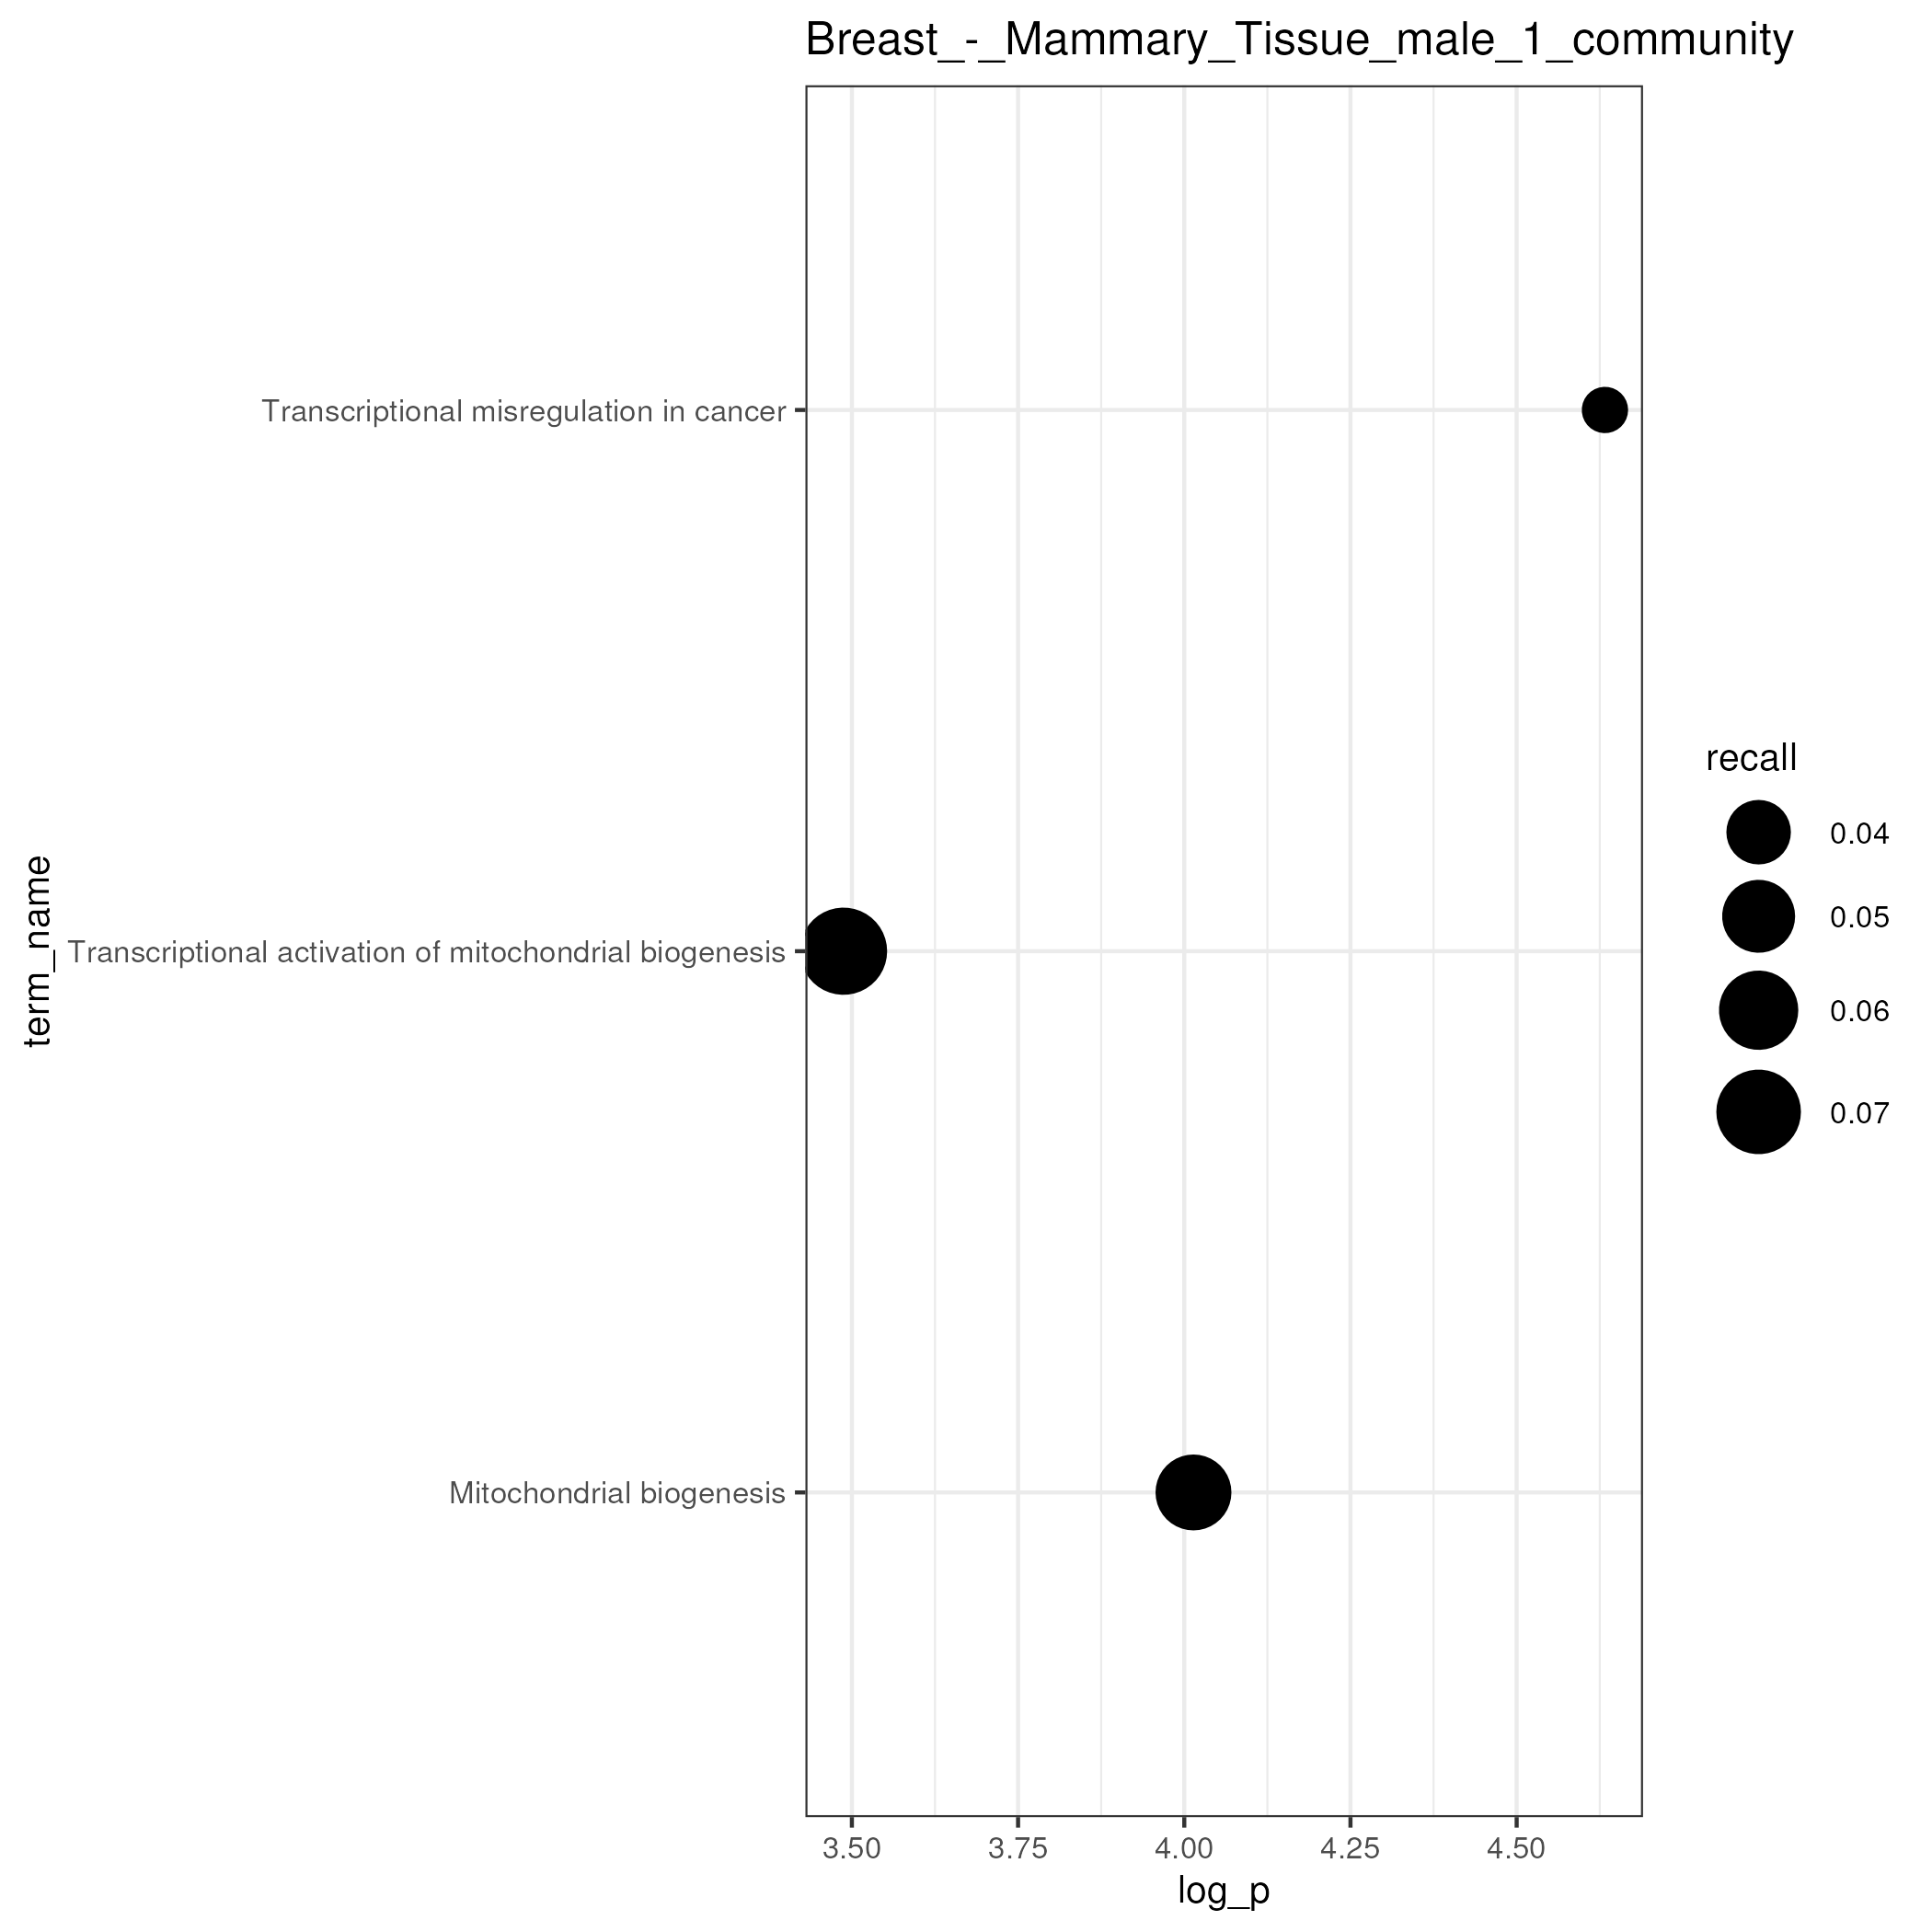 Breast_-_Mammary_Tissue_male_1_community
term_name
Transcriptional misregulation in cancer
Transcriptional activation of mitochondrial biogenesis
Mitochondrial biogenesis
3.50 3.75 4.00 4.25 4.50
log_p
recall
0.04
0.05
0.06
0.07